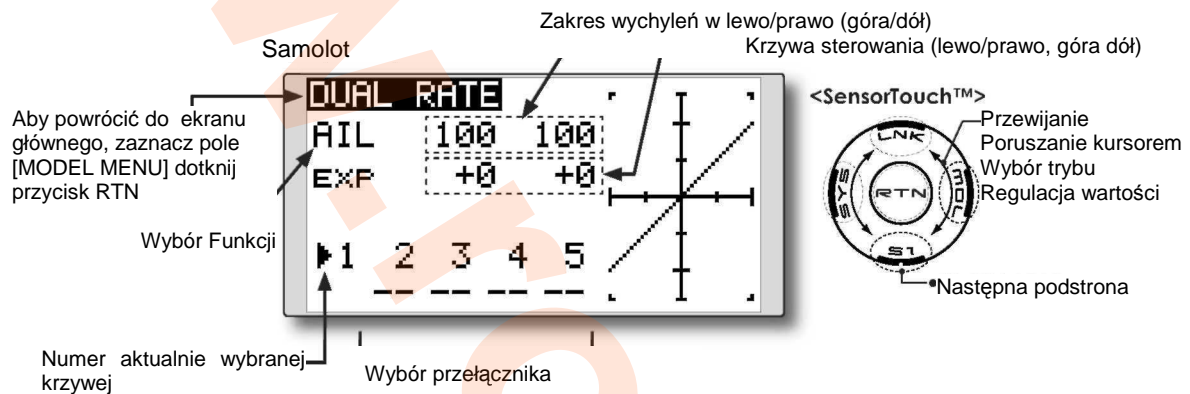 Zakres wychyleń w lewo/prawo (góra/dół)
Samolot
Krzywa sterowania (lewo/prawo, góra dół)
DUAL RATE
AIL 100 100
EXP +0 +0
▶1 2 3 4 5
-- -- -- --
Aby powrócić do ekranu
głównego, zaznacz pole
[MODEL MENU] dotknij
przycisk RTN
Wybór Funkcji
Numer aktualnie wybranej
krzywej
Wybór przełącznika
<SensorTouch™>
LNK
SYS
RTN
MDL
S1
Przewijanie
Poruszanie kursorem
Wybór trybu
Regulacja wartości
Następna podstrona